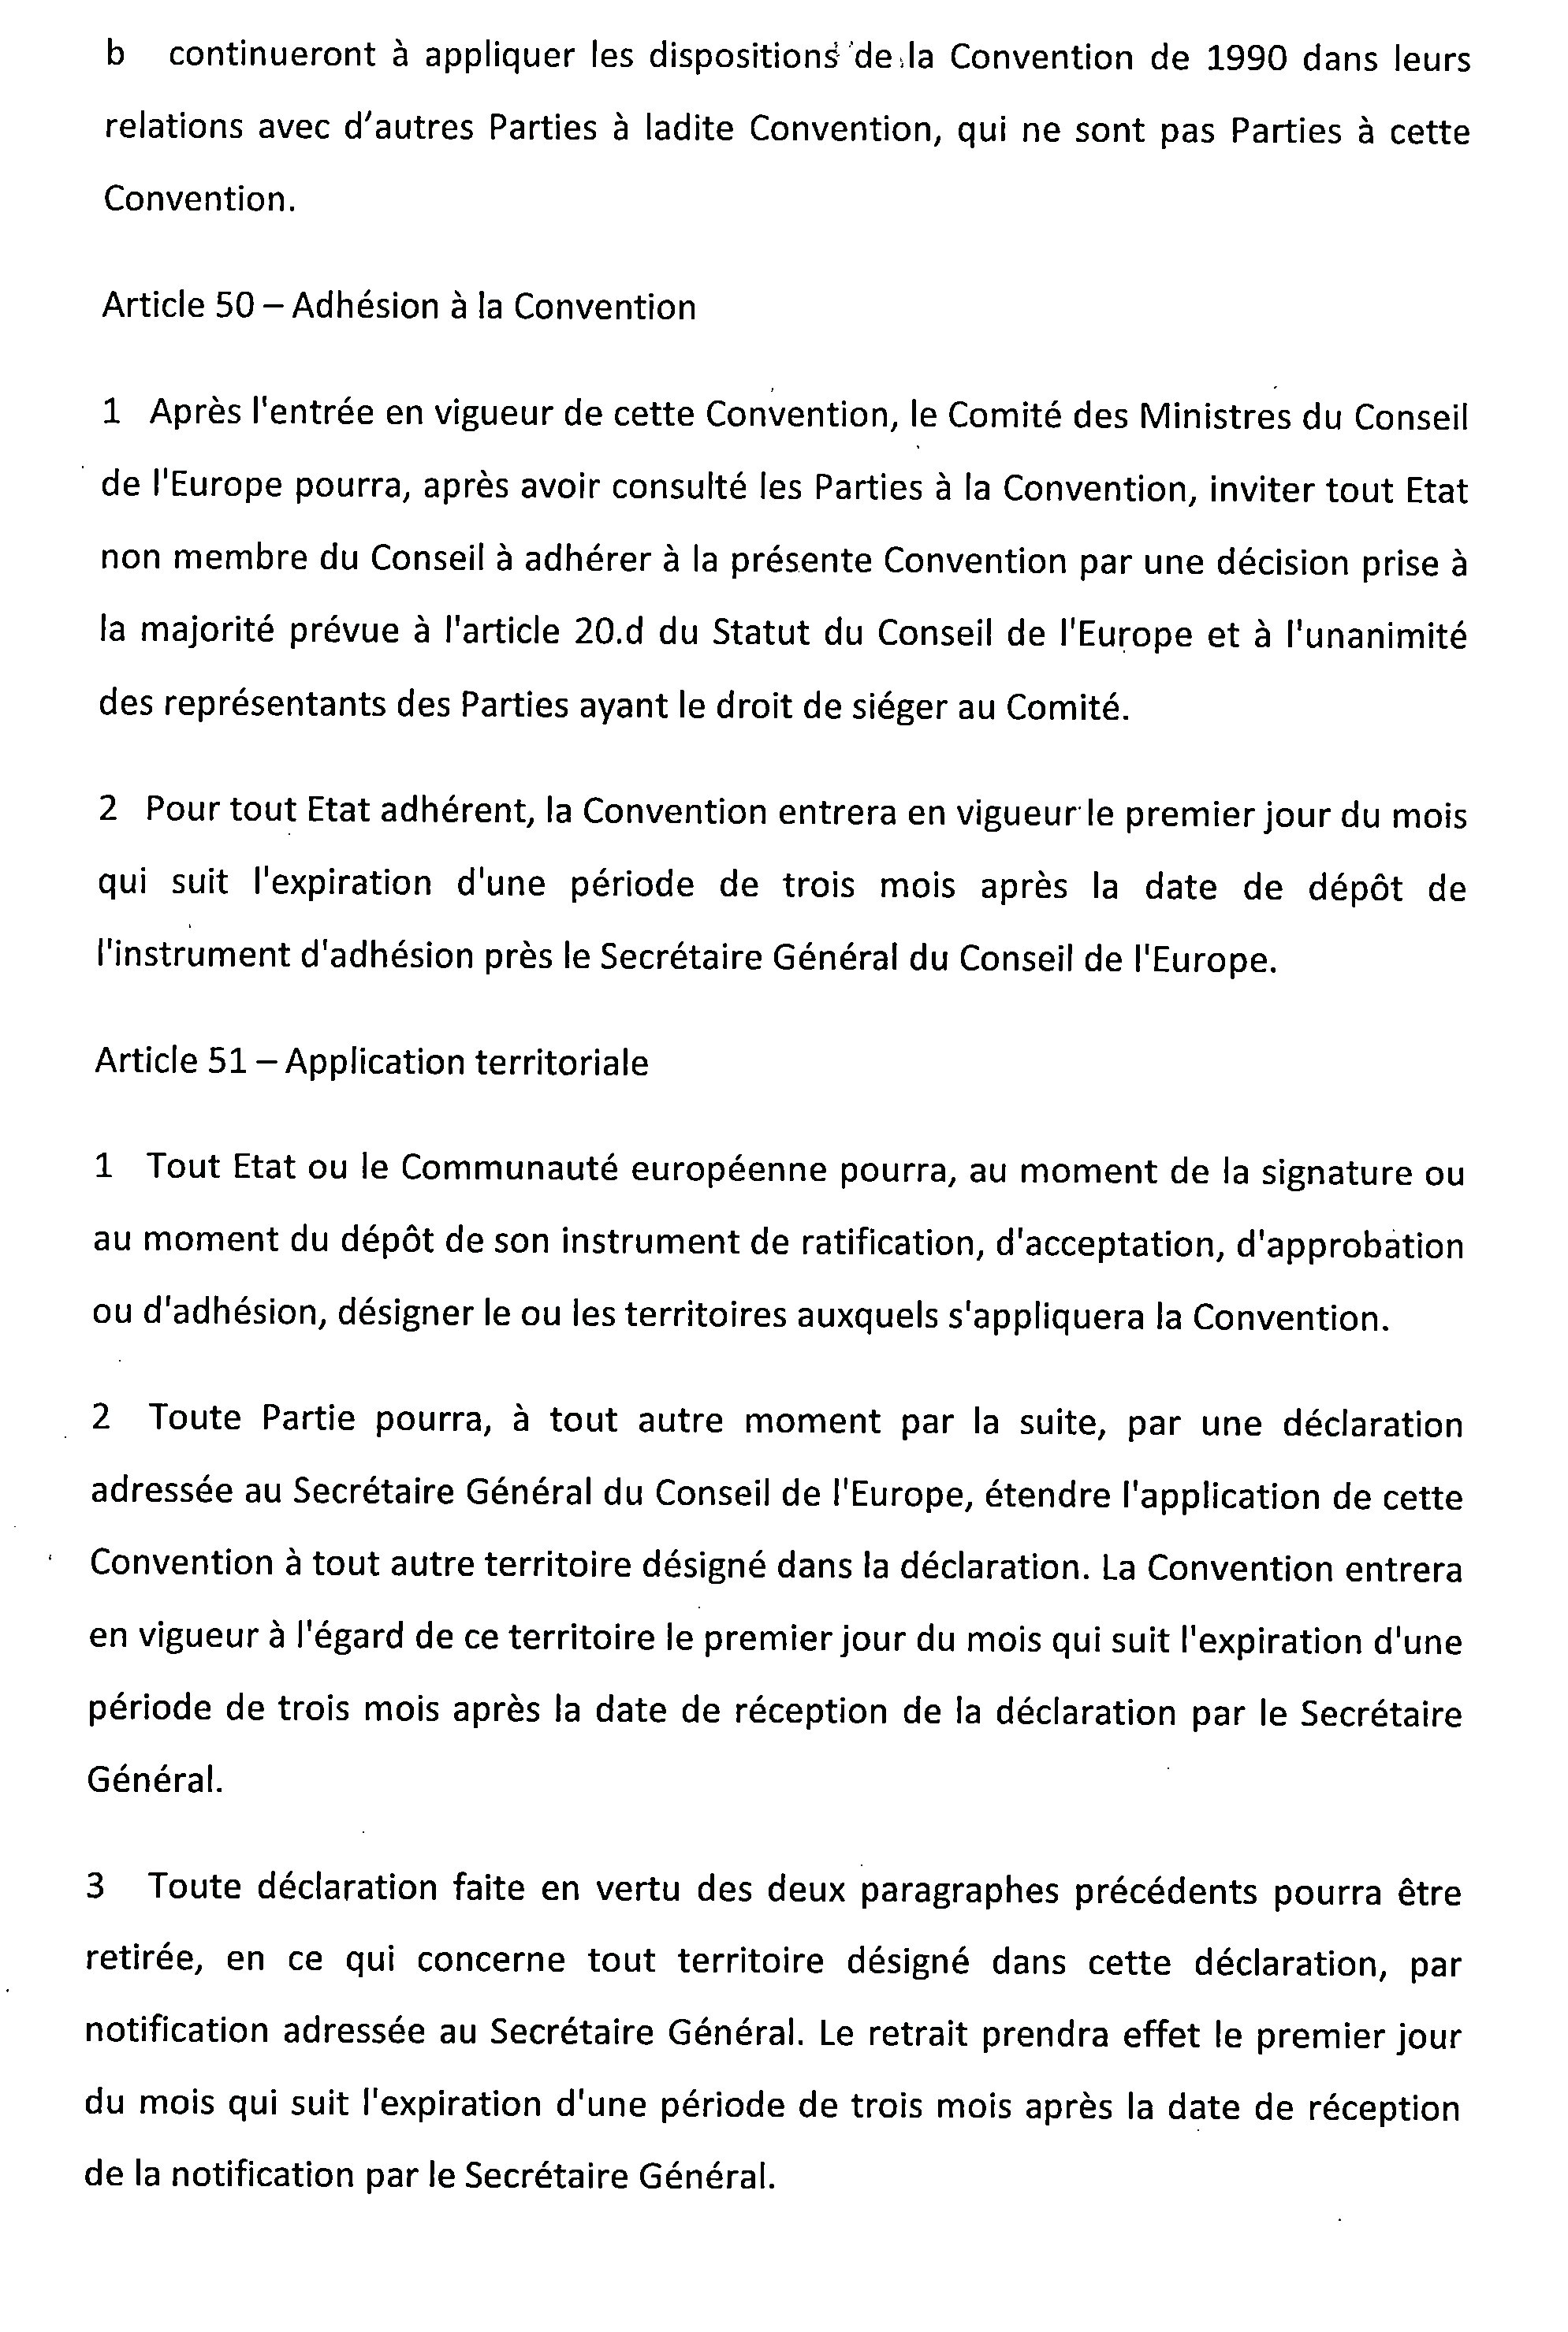 b continueront à appliquer les dispositions de la Convention de 1990 dans leurs
relations avec d'autres Parties à ladite Convention, qui ne sont pas Parties à cette
Convention.
Article 50 – Adhésion à la Convention
1 Après l'entrée en vigueur de cette Convention, le Comité des Ministres du Conseil
de l'Europe pourra, après avoir consulté les Parties à la Convention, inviter tout Etat
non membre du Conseil à adhérer à la présente Convention par une décision prise à
la majorité prévue à l'article 20.d du Statut du Conseil de l'Europe et à l'unanimité
des représentants des Parties ayant le droit de siéger au Comité.
2 Pour tout Etat adhérent, la Convention entrera en vigueur le premier jour du mois
qui suit l'expiration d'une période de trois mois après la date de dépôt de
l'instrument d'adhésion près le Secrétaire Général du Conseil de l'Europe.
Article 51 – Application territoriale
1 Tout Etat ou le Communauté européenne pourra, au moment de la signature ou
au moment du dépôt de son instrument de ratification, d'acceptation, d'approbation
ou d'adhésion, désigner le ou les territoires auxquels s'appliquera la Convention.
2 Toute Partie pourra, à tout autre moment par la suite, par une déclaration
adressée au Secrétaire Général du Conseil de l'Europe, étendre l'application de cette
Convention à tout autre territoire désigné dans la déclaration. La Convention entrera
en vigueur à l'égard de ce territoire le premier jour du mois qui suit l'expiration d'une
période de trois mois après la date de réception de la déclaration par le Secrétaire
Général.
3 Toute déclaration faite en vertu des deux paragraphes précédents pourra être
retirée, en ce qui concerne tout territoire désigné dans cette déclaration, par
notification adressée au Secrétaire Général. Le retrait prendra effet le premier jour
du mois qui suit l'expiration d'une période de trois mois après la date de réception
de la notification par le Secrétaire Général.